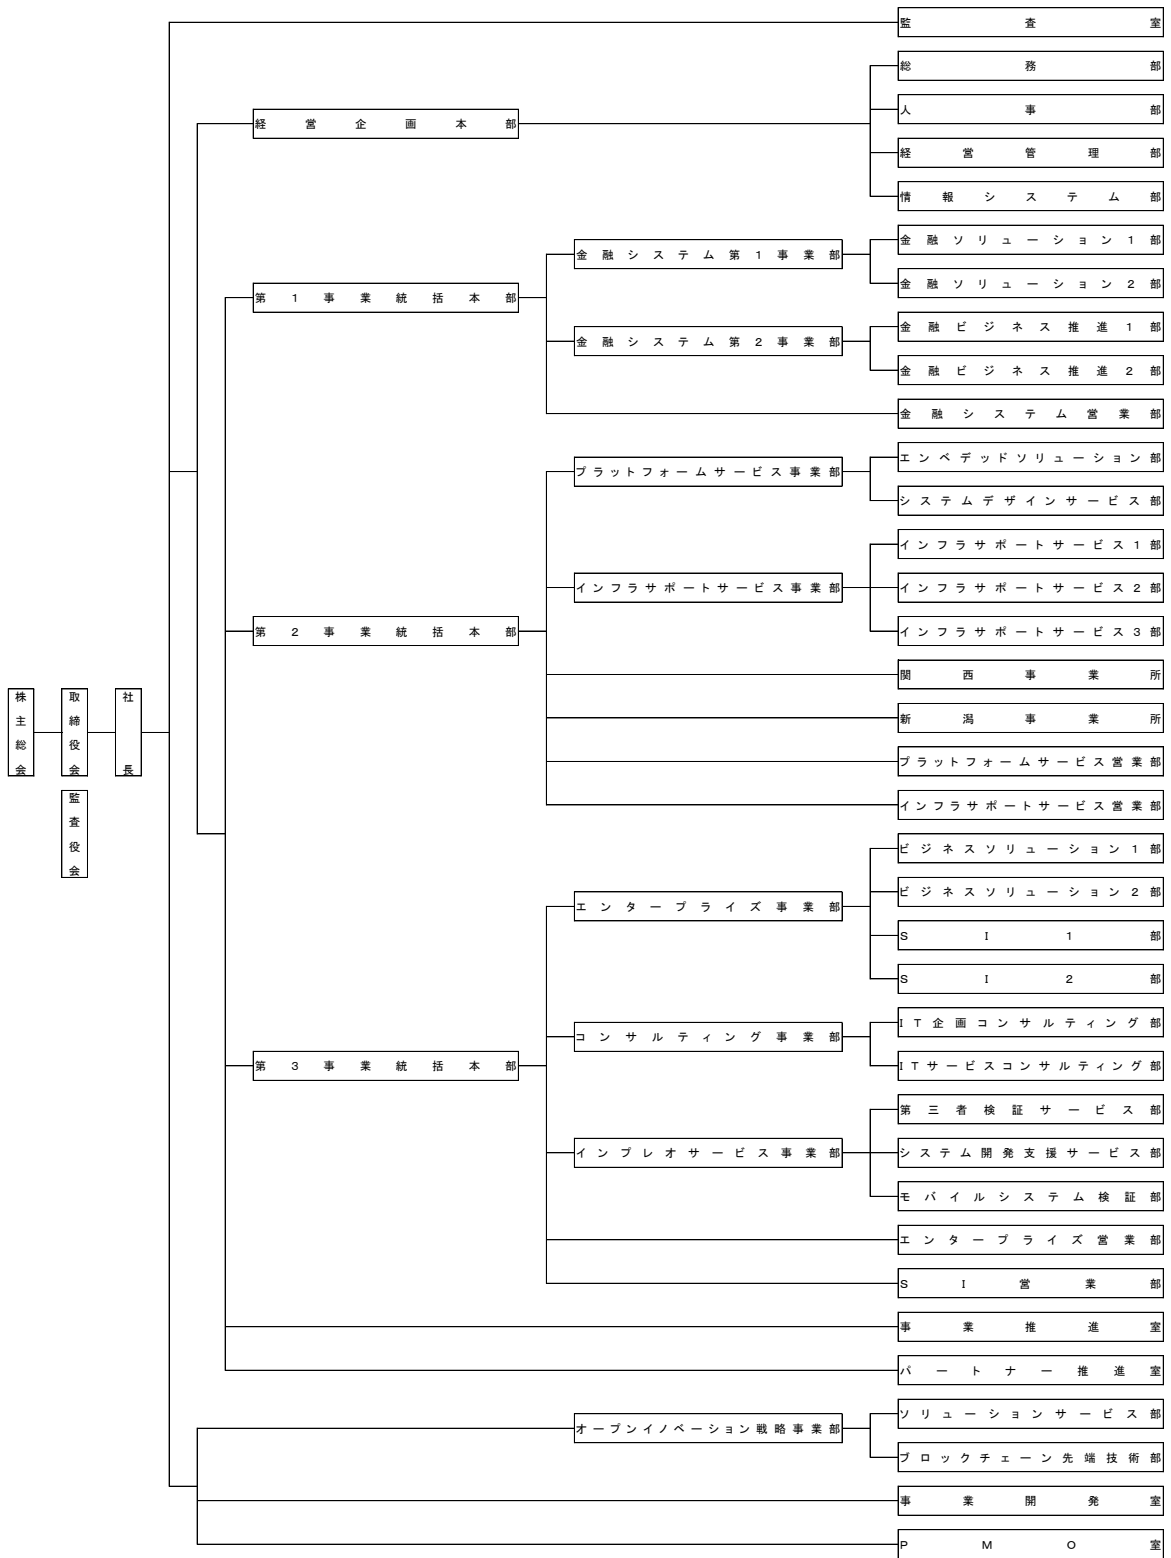 監査室
総務部
人事部
経営企画本部
経営管理部
情報システム部
金融ソリューション1部
金融システム第1事業部
金融ソリューション2部
第1事業統括本部
金融ビジネス推進1部
金融システム第2事業部
金融ビジネス推進2部
金融システム営業部
エンベデッドソリューション部
プラットフォームサービス事業部
システムデザインサービス部
インフラサポートサービス1部
インフラサポートサービス事業部
インフラサポートサービス2部
第2事業統括本部
インフラサポートサービス3部
関西事業所
新潟事業所
株主総会
取締役会
社長
プラットフォームサービス営業部
監査役会
インフラサポートサービス営業部
ビジネスソリューション1部
ビジネスソリューション2部
エンタープライズ事業部
SI1部
SI2部
IT企画コンサルティング部
コンサルティング事業部
第3事業統括本部
ITサービスコンサルティング部
第三者検証サービス部
インプレオサービス事業部
システム開発支援サービス部
モバイルシステム検証部
エンタープライズ営業部
SI営業部
事業推進室
パートナー推進室
ソリューションサービス部
オープンイノベーション戦略事業部
ブロックチェーン先端技術部
事業開発室
PMO室